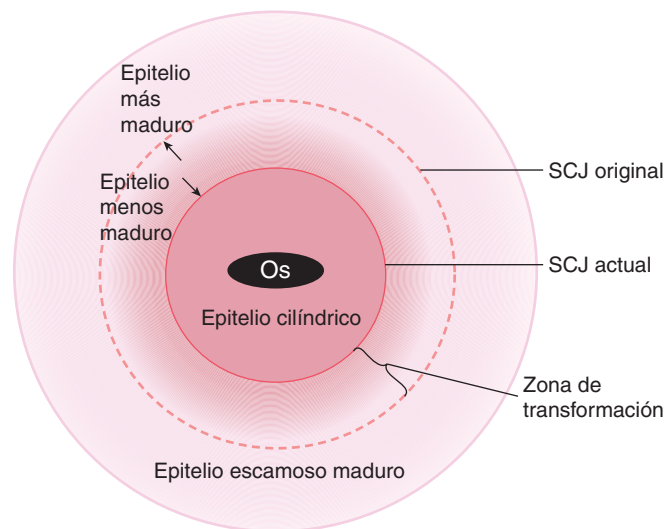 Epitelio
más
maduro
Epitelio
menos
maduro
SCJ original
SCJ actual
Os
Epitelio cilíndrico
Zona de
transformación
Epitelio escamoso maduro